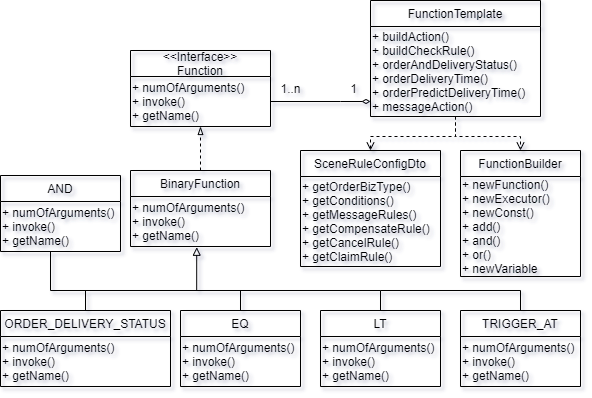 FunctionTemplate
+ buildAction()
+ buildCheckRule()
+ orderAndDeliveryStatus()
+ orderDeliveryTime()
+ orderPredictDeliveryTime()
+ messageAction()
<<Interface>>
Function
+ numOfArguments()
+ invoke()
+ getName()
1..n
1
AND
+ numOfArguments()
+ invoke()
+ getName()
BinaryFunction
+ numOfArguments()
+ invoke()
+ getName()
SceneRuleConfigDto
+ getOrderBizType()
+ getConditions()
+ getMessageRules()
+ getCompensateRule()
+ getCancelRule()
+ getClaimRule()
FunctionBuilder
+ newFunction()
+ newExecutor()
+ newConst()
+ add()
+ and()
+ or()
+ newVariable
ORDER_DELIVERY_STATUS
+ numOfArguments()
+ invoke()
+ getName()
EQ
+ numOfArguments()
+ invoke()
+ getName()
LT
+ numOfArguments()
+ invoke()
+ getName()
TRIGGER_AT
+ numOfArguments()
+ invoke()
+ getName()